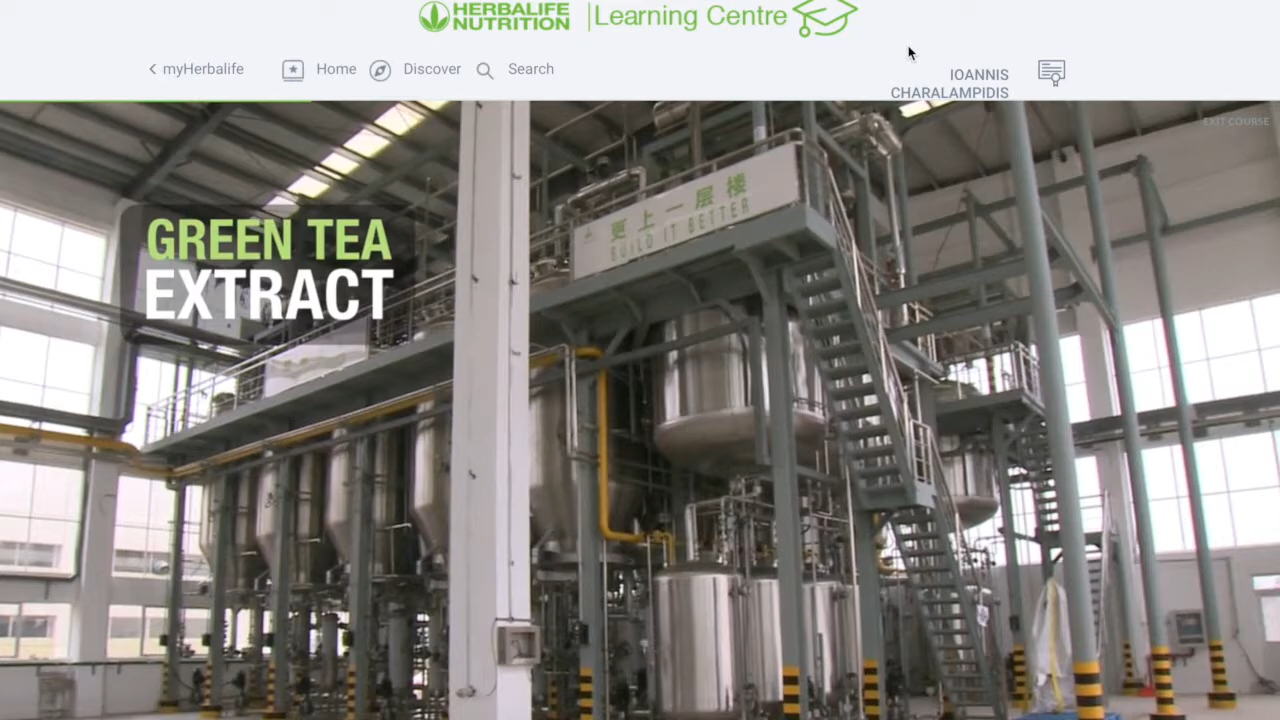 HERBALIFE
NUTRITION
Learning Centre
myHerbalife
Home
Discover
Search
IOANNIS
CHARALAMPIDIS
EXIT COURSE
GREEN TEA
EXTRACT
更上一层楼
BUILD IT BETTER